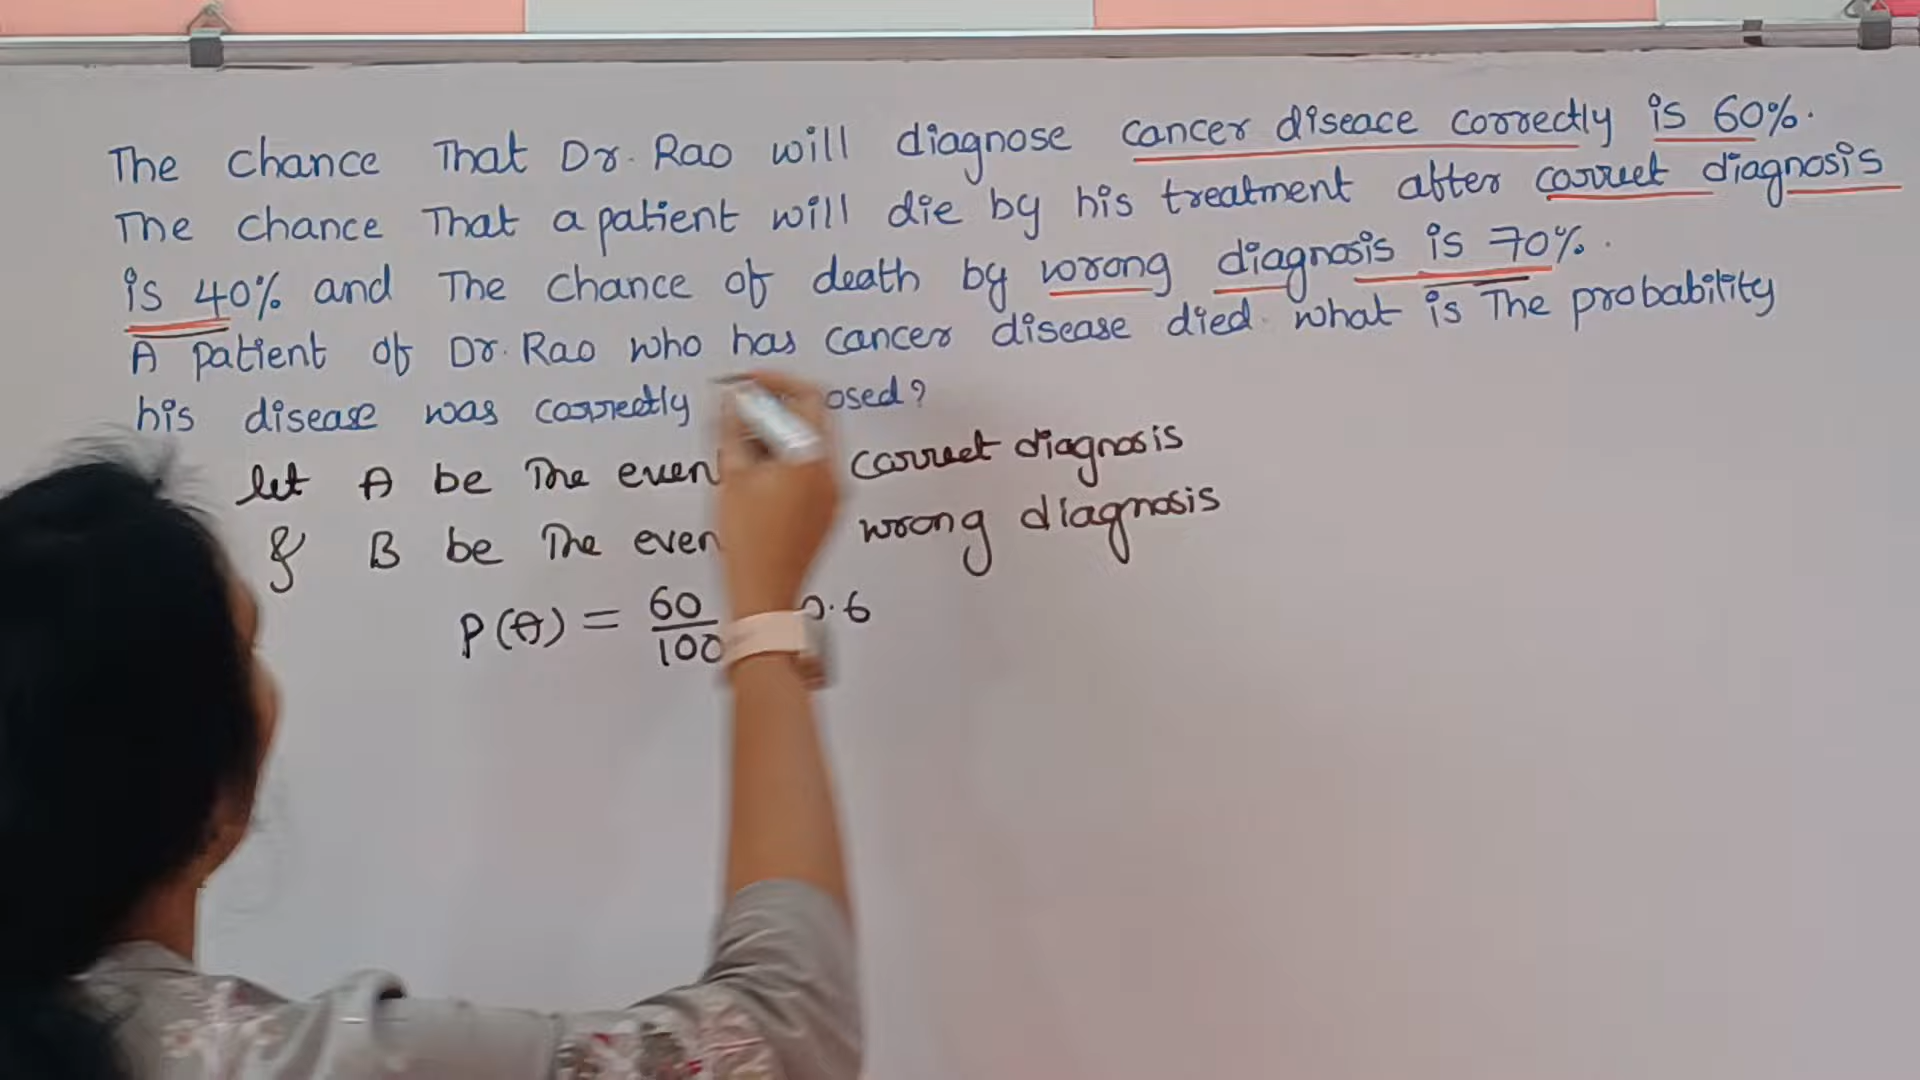 The chance That Dr. Rao will diagnose cancer diseace correctly is 60%.
The chance That a patient will die by his treatment after correct diagnosis
is 40% and The chance of death by wrong diagnosis is 70%.
A patient of Dr. Rao who has cancer disease died. what is The probability
his disease was correctly osed?
let A be The even correct diagnosis
& B be The even wrong diagnosis
P(A) = 60/100 0.6